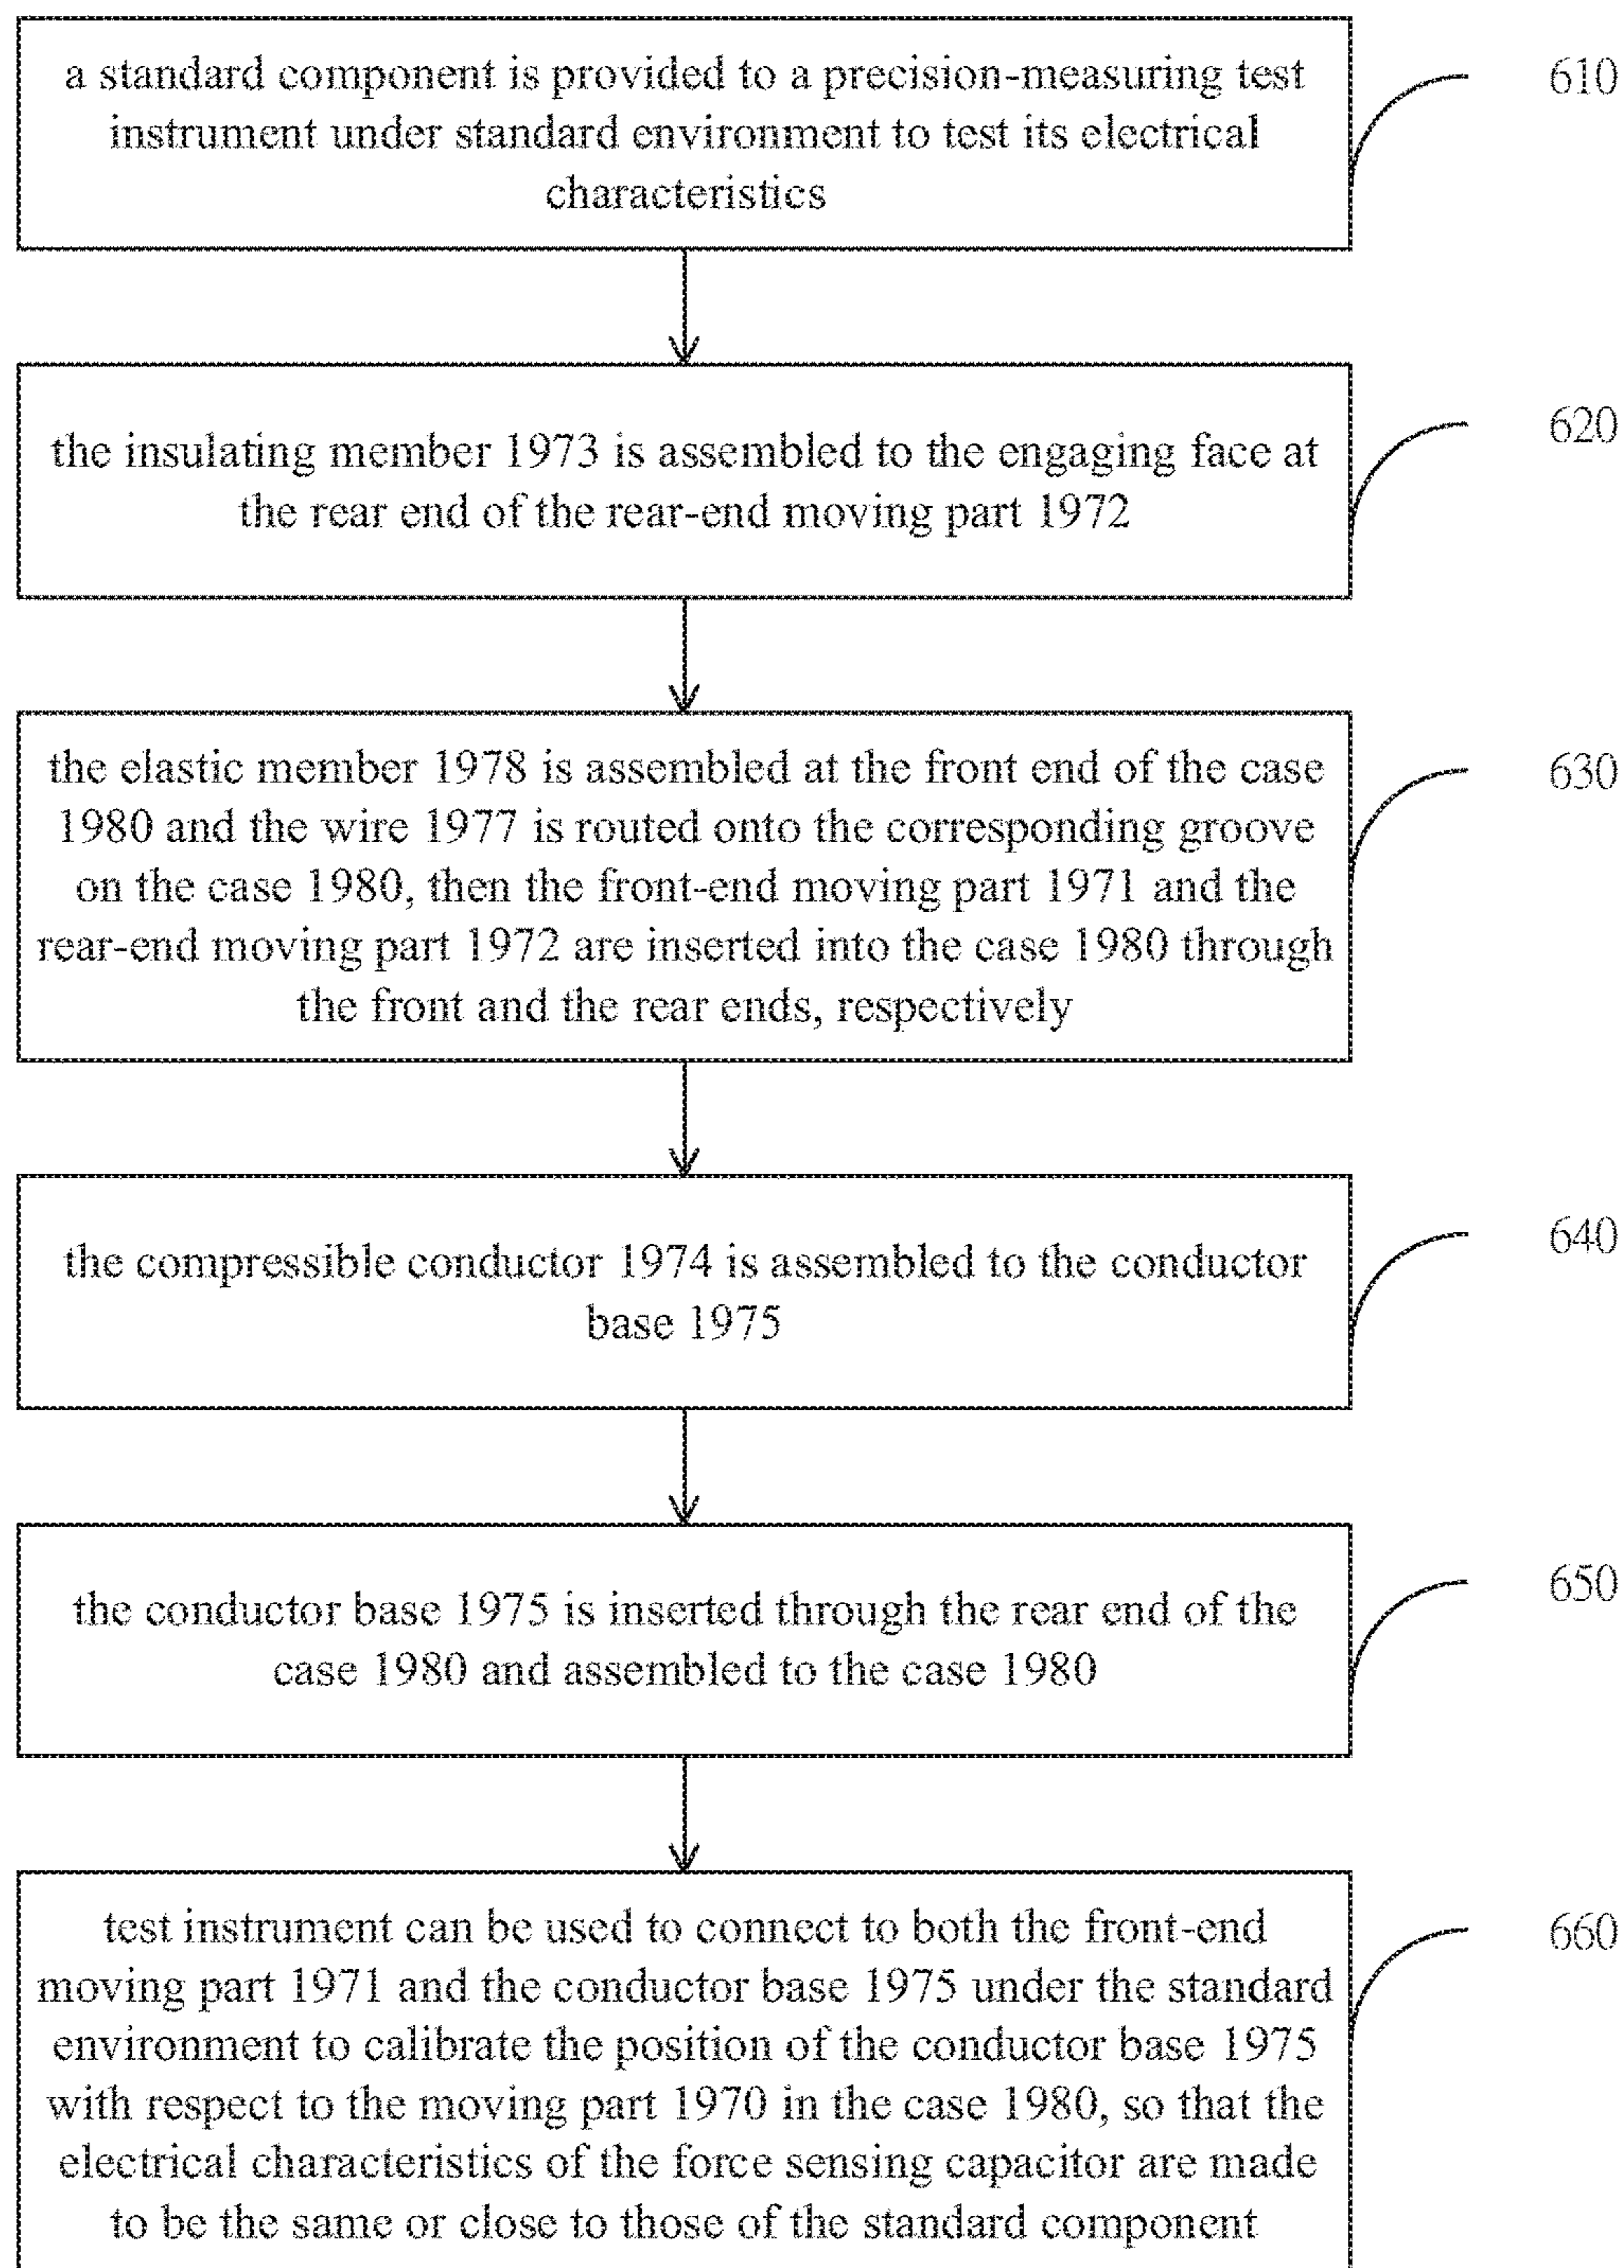 a standard component is provided to a precision-measuring test
instrument under standard environment to test its electrical
characteristics
610
the insulating member 1973 is assembled to the engaging face at
the rear end of the rear-end moving part 1972
620
the elastic member 1978 is assembled at the front end of the case
1980 and the wire 1977 is routed onto the corresponding groove
on the case 1980, then the front-end moving part 1971 and the
rear-end moving part 1972 are inserted into the case 1980 through
the front and the rear ends, respectively
630
the compressible conductor 1974 is assembled to the conductor
base 1975
640
the conductor base 1975 is inserted through the rear end of the
case 1980 and assembled to the case 1980
650
test instrument can be used to connect to both the front-end
moving part 1971 and the conductor base 1975 under the standard
environment to calibrate the position of the conductor base 1975
with respect to the moving part 1970 in the case 1980, so that the
electrical characteristics of the force sensing capacitor are made
to be the same or close to those of the standard component
660